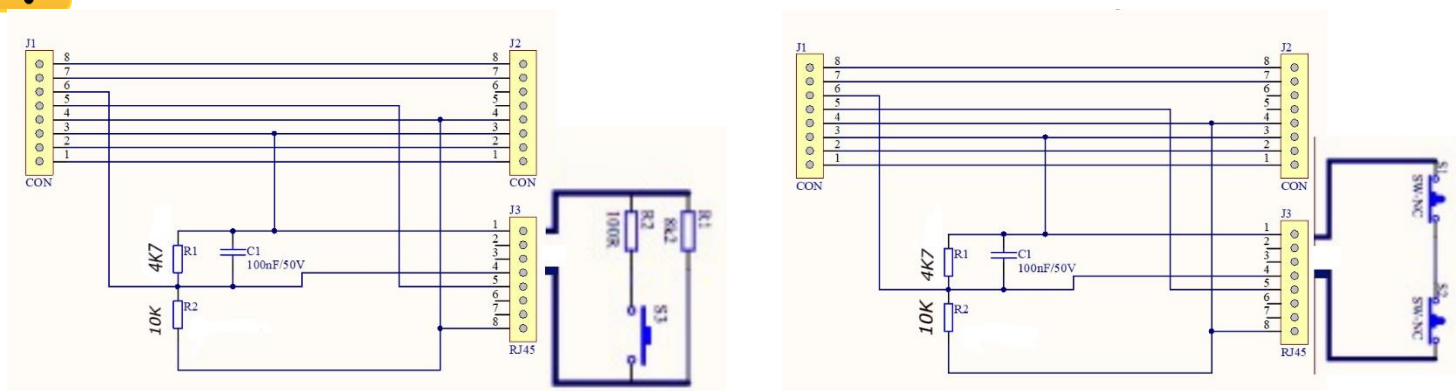 J1
J2
8 8
7 7
6 6
5 5
4 4
3 3
2 2
1 1
CON
CON
J3
1
2
3
4
5
6
7
8
RJ45
R1
4K7
C1
100nF/50V
R2
10K
R2
100R
R1
8k2
S3
J1
J2
8 8
7 7
6 6
5 5
4 4
3 3
2 2
1 1
CON
CON
J3
1
2
3
4
5
6
7
8
RJ45
R1
4K7
C1
100nF/50V
R2
10K
S1
SW-NC
S2
SW-NC